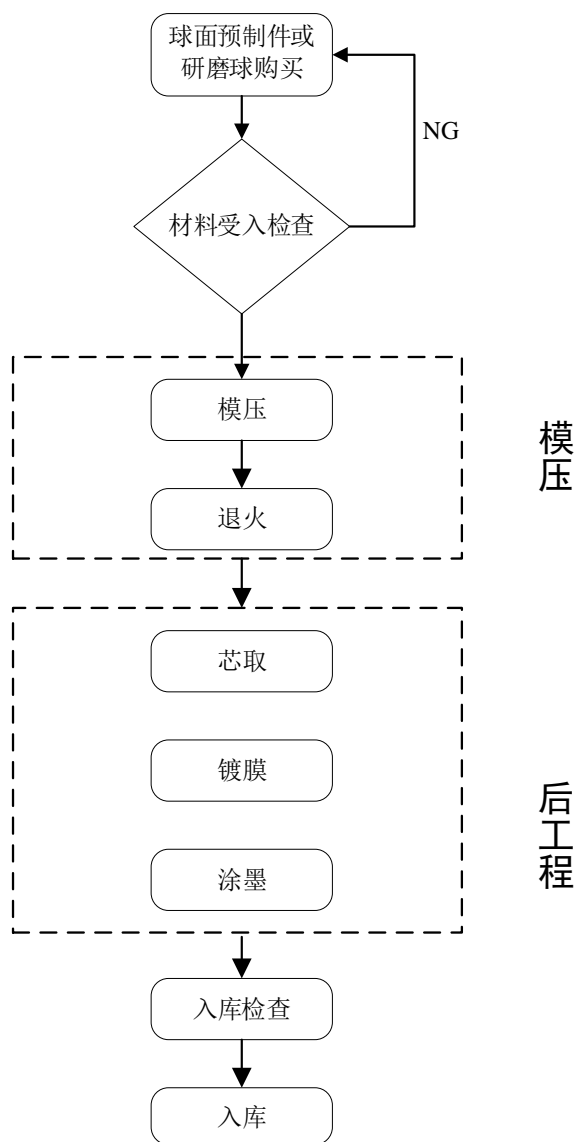 球面预制件或
研磨球购买
NG
材料受入检查
模压
模压
退火
芯取
镀膜
后工程
涂墨
入库检查
入库